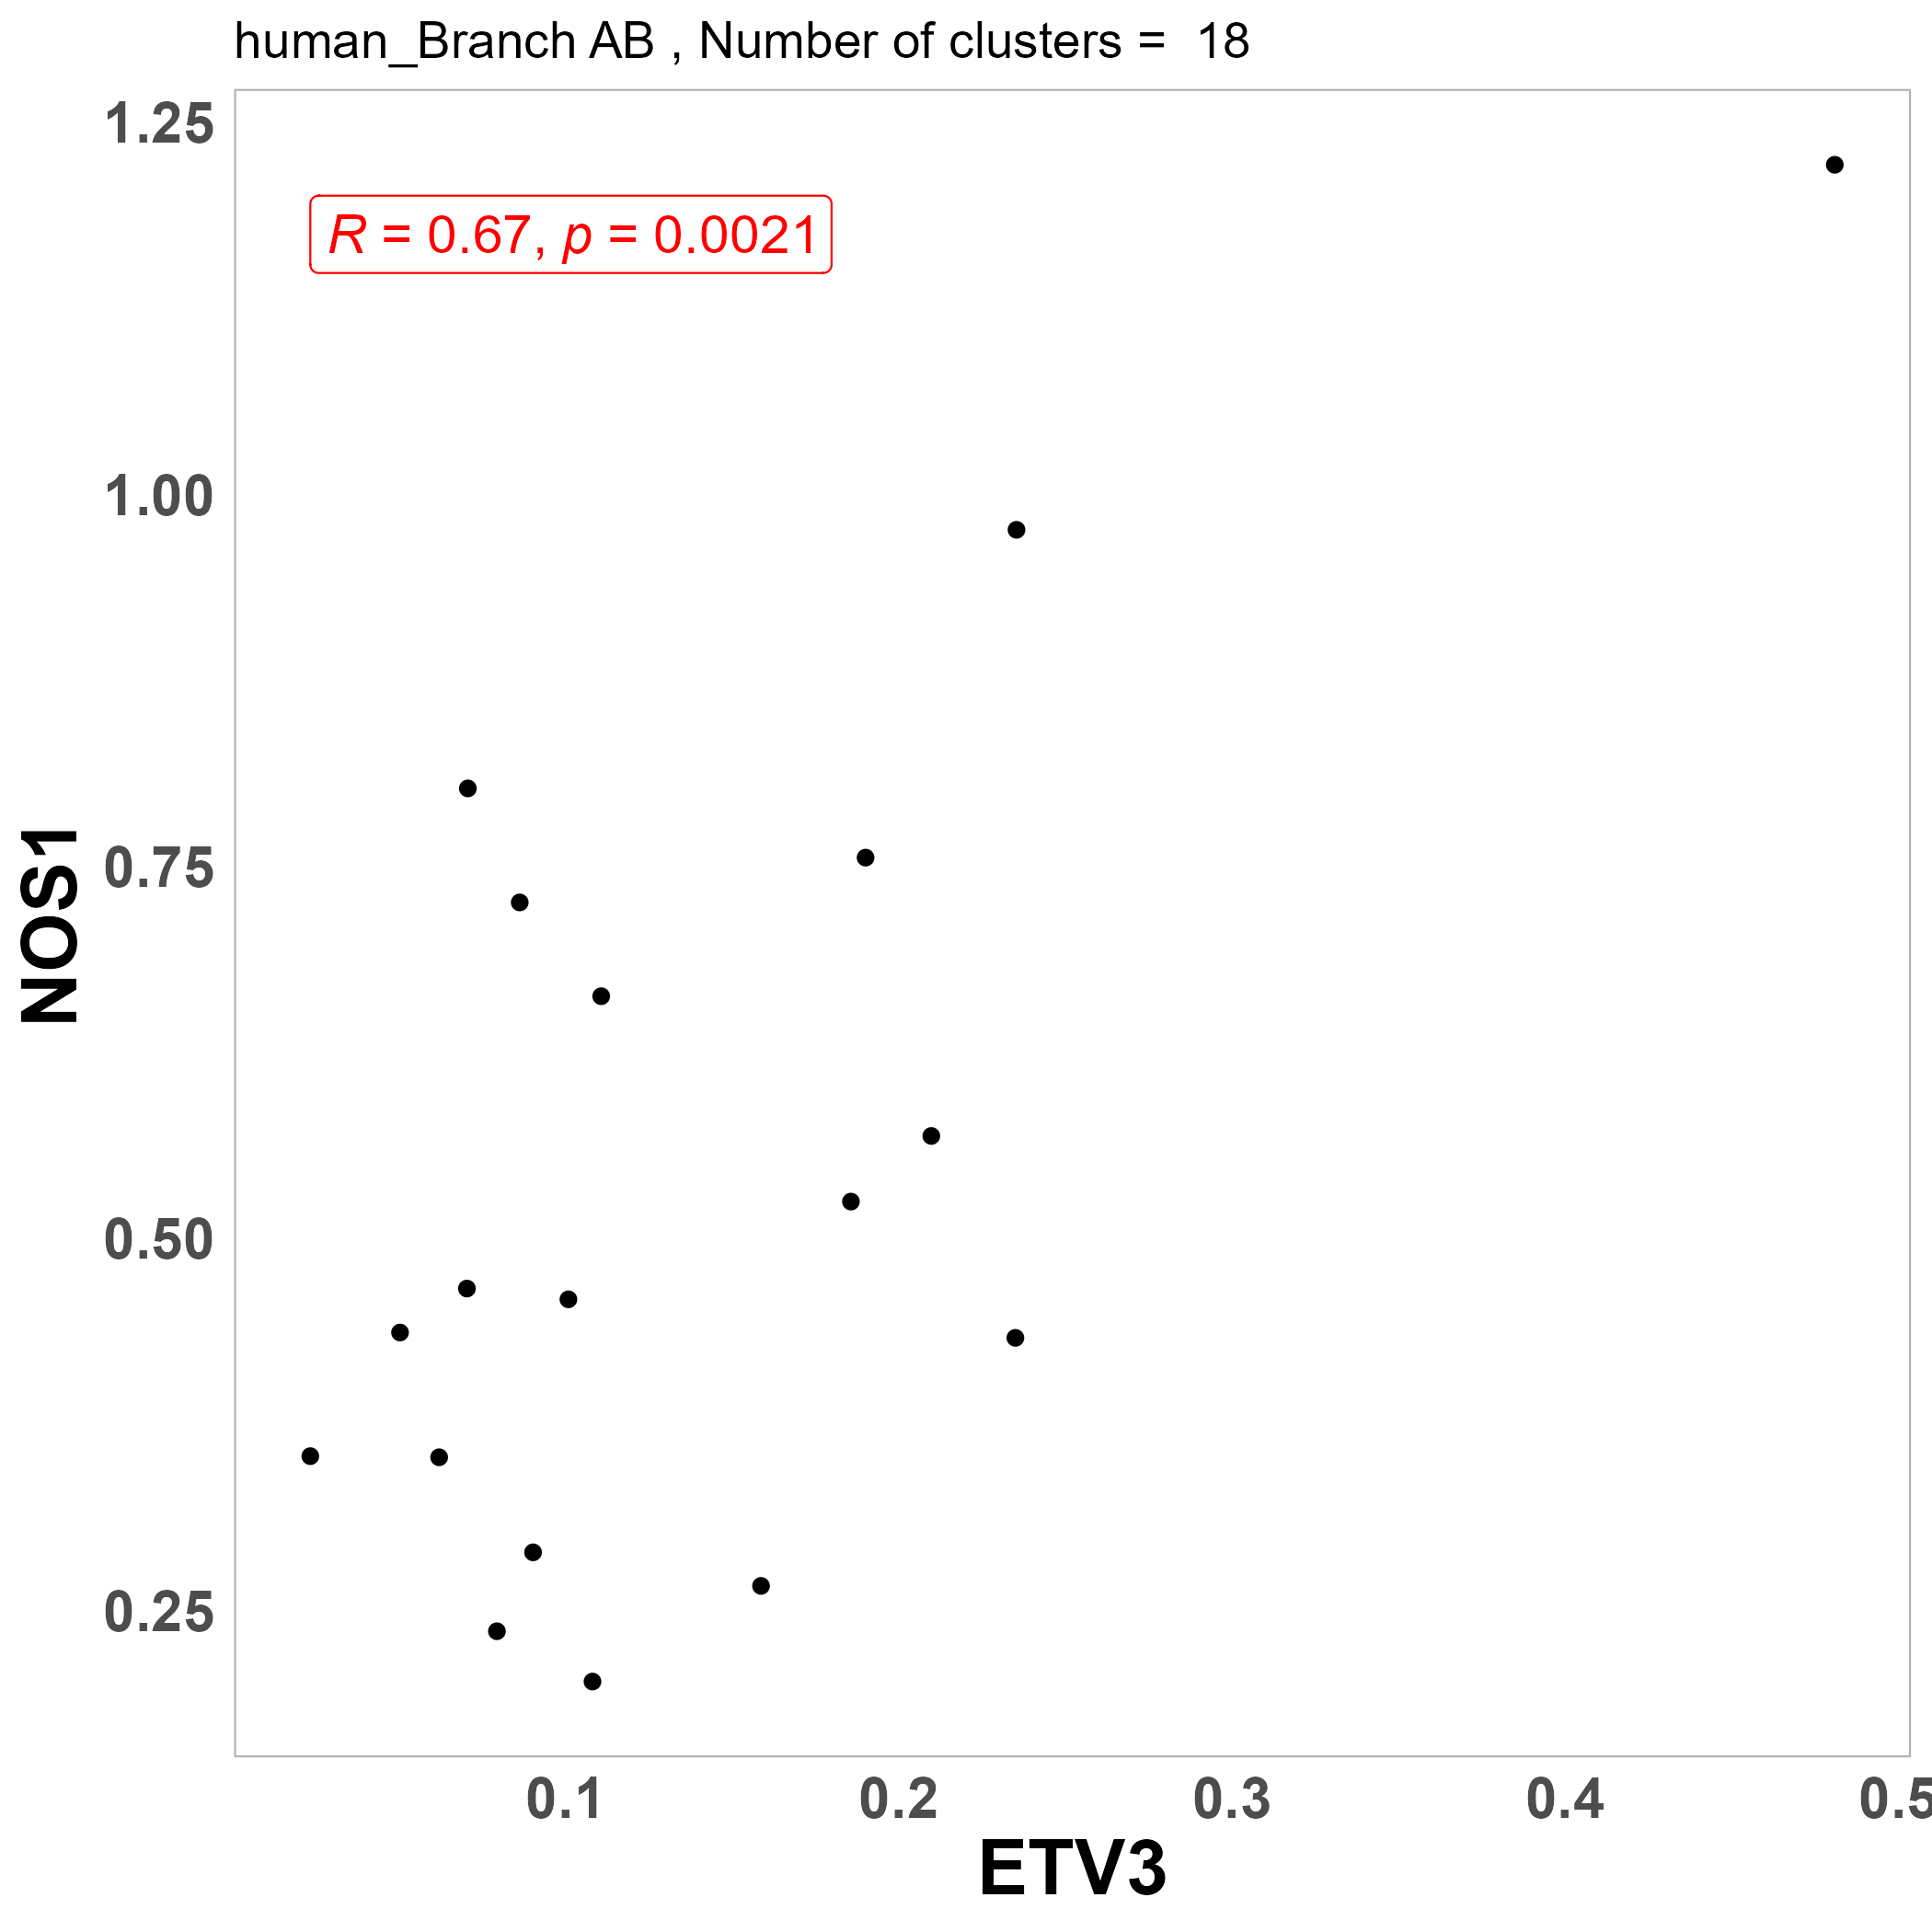 human_Branch AB , Number of clusters =  18
R = 0.67, p = 0.0021
1.25
1.00
0.75
0.50
0.25
NOS1
0.1 0.2 0.3 0.4 0.5
ETV3